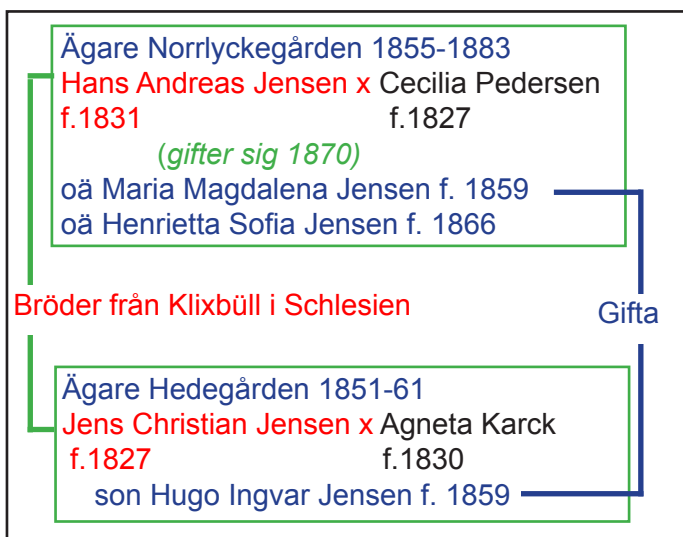 Ägare Norrlyckegården 1855-1883
Hans Andreas Jensen x Cecilia Pedersen
f.1831 f.1827
(gifter sig 1870)
oä Maria Magdalena Jensen f. 1859
oä Henrietta Sofia Jensen f. 1866
Bröder från Klixbüll i Schlesien
Gifta
Ägare Hedegården 1851-61
Jens Christian Jensen x Agneta Karck
f.1827 f.1830
son Hugo Ingvar Jensen f. 1859